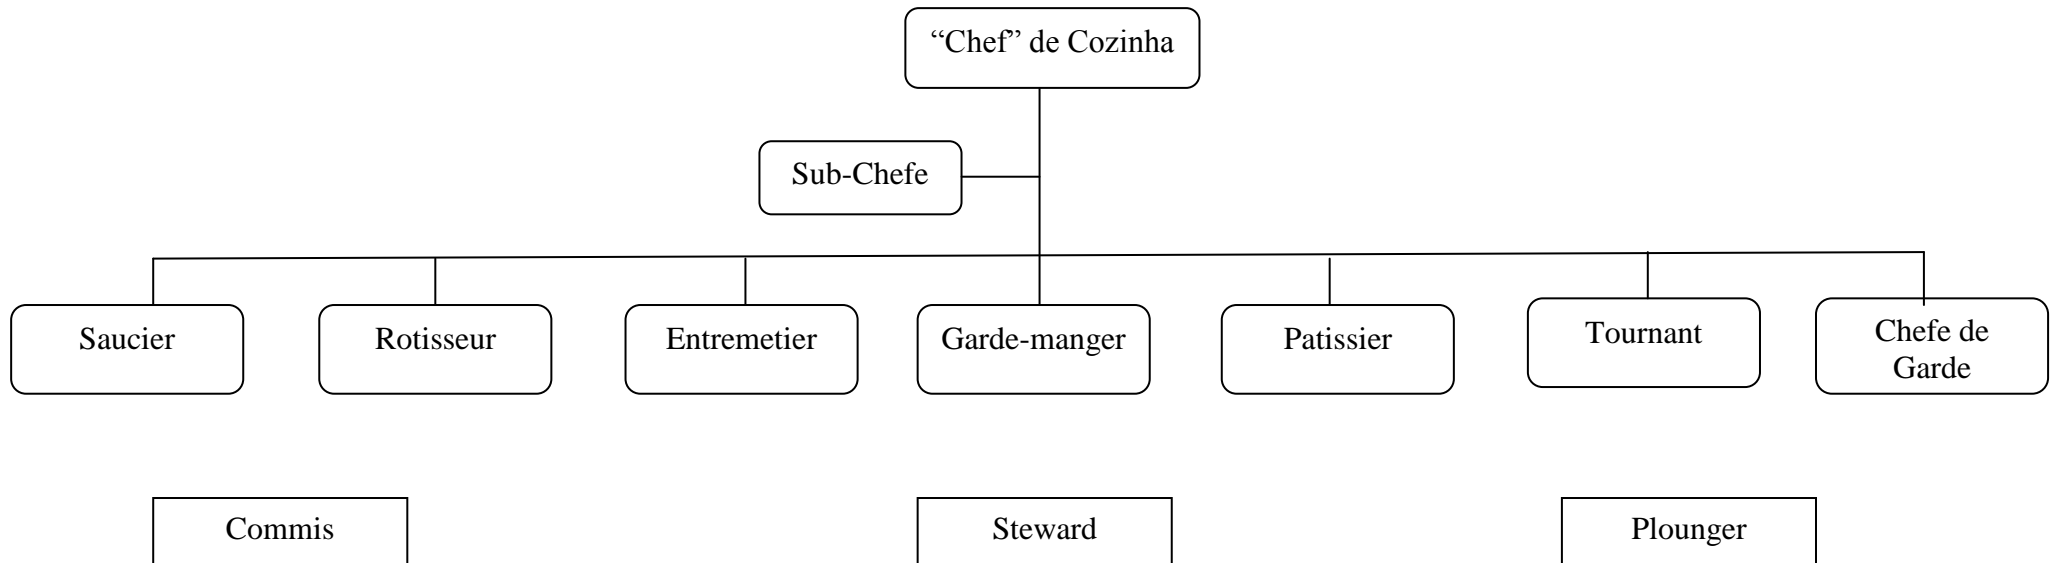 “Chef” de Cozinha
Sub-Chefe
Saucier
Rotisseur
Entremetier
Garde-manger
Patissier
Tournant
Chefe de
Garde
Commis
Steward
Plounger